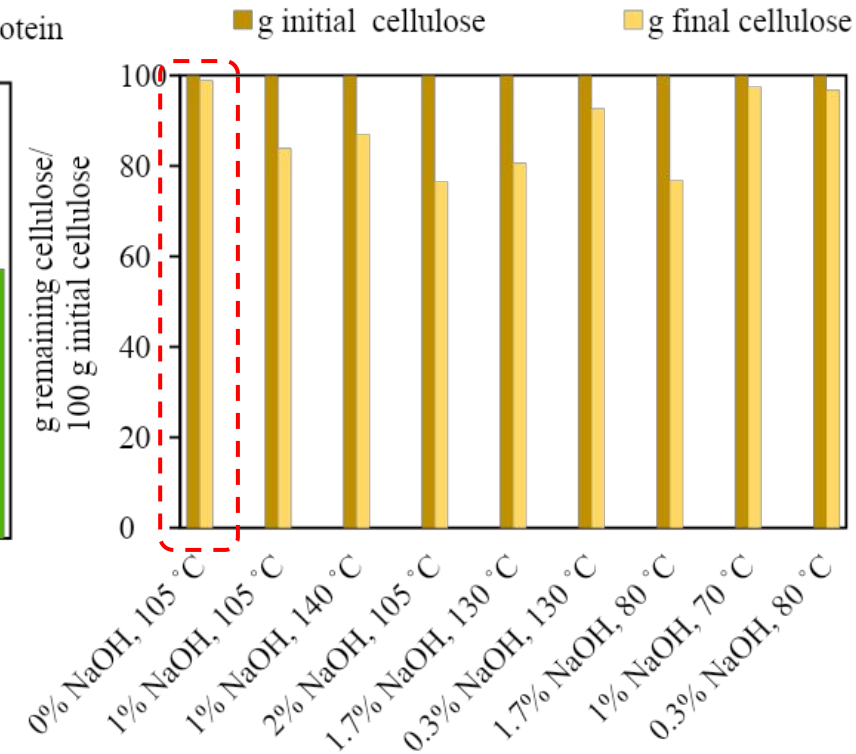 otein
g initial cellulose
g final cellulose
g remaining cellulose/
100 g initial cellulose
100
80
60
40
20
0
0% NaOH, 105 °C
1% NaOH, 105 °C
1% NaOH, 140 °C
2% NaOH, 105 °C
1.7% NaOH, 130 °C
0.3% NaOH, 130 °C
1.7% NaOH, 80 °C
1% NaOH, 70 °C
0.3% NaOH, 80 °C